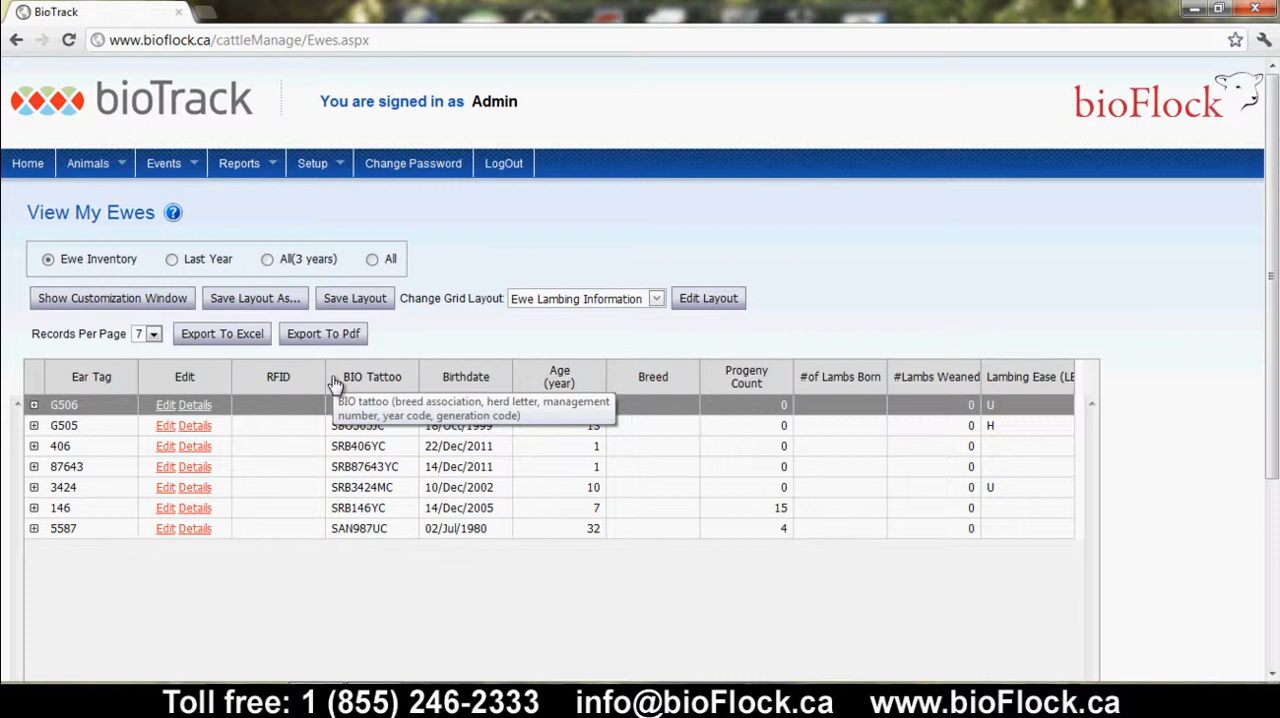 BioTrack
www.bioflock.ca/cattleManage/Ewes.aspx
bioTrack
You are signed in as Admin
bioFlock
Home Animals Events Reports Setup Change Password LogOut
View My Ewes ?
Ewe Inventory Last Year All(3 years) All
Show Customization Window Save Layout As... Save Layout Change Grid Layout: Ewe Lambing Information Edit Layout
Records Per Page 7 Export To Excel Export To Pdf
Ear Tag Edit RFID BIO Tattoo Birthdate Age (year) Breed Progeny Count #of Lambs Born #Lambs Weaned Lambing Ease (LE
BIO tattoo (breed association, herd letter, management
number, year code, generation code)
G506 Edit Details 0 0 U
G505 Edit Details 13 0 0 H
406 Edit Details SRB406YC 22/Dec/2011 1 0 0
87643 Edit Details SRB87643YC 14/Dec/2011 1 0 0
3424 Edit Details SRB3424MC 10/Dec/2002 10 0 0 U
146 Edit Details SRB146YC 14/Dec/2005 7 15 0
5587 Edit Details SAN987UC 02/Jul/1980 32 4 0
Toll free: 1 (855) 246-2333 info@bioFlock.ca www.bioFlock.ca